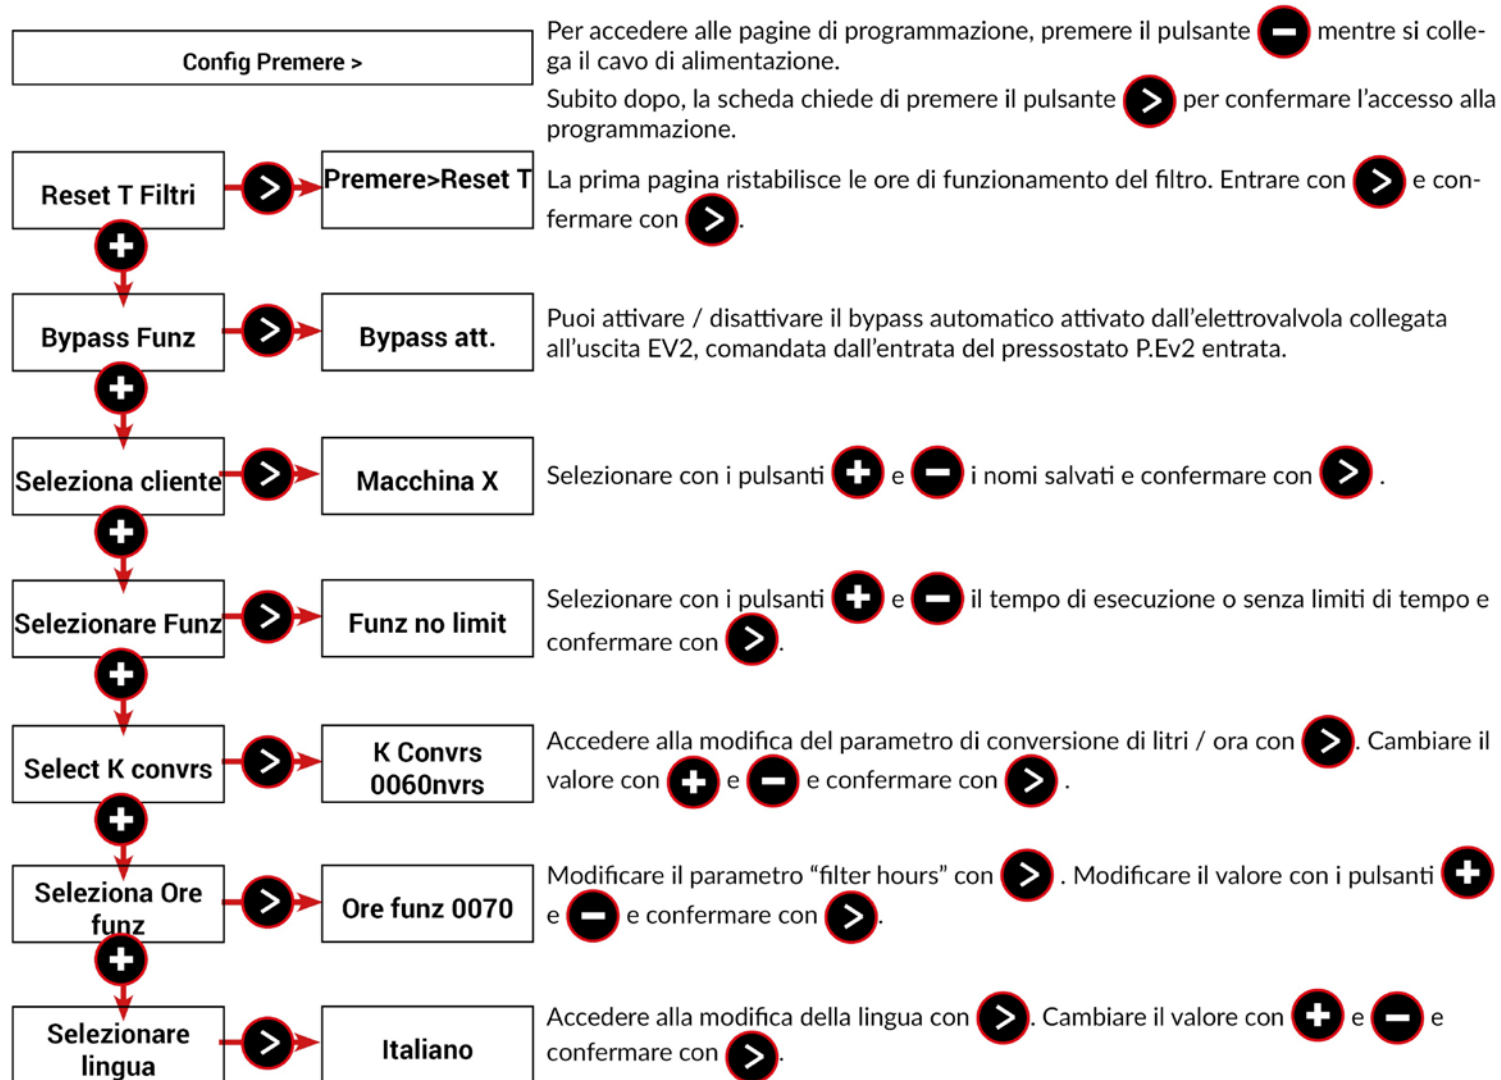 Config Premere >
Per accedere alle pagine di programmazione, premere il pulsante − mentre si colle-
ga il cavo di alimentazione.
Subito dopo, la scheda chiede di premere il pulsante > per confermare l'accesso alla
programmazione.
Reset T Filtri
>
Premere>Reset T
La prima pagina ristabilisce le ore di funzionamento del filtro. Entrare con > e con-
fermare con >.
+
Bypass Funz
>
Bypass att.
Puoi attivare / disattivare il bypass automatico attivato dall'elettrovalvola collegata
all'uscita EV2, comandata dall'entrata del pressostato P.Ev2 entrata.
+
Seleziona cliente
>
Macchina X
Selezionare con i pulsanti + e − i nomi salvati e confermare con > .
+
Selezionare Funz
>
Funz no limit
Selezionare con i pulsanti + e − il tempo di esecuzione o senza limiti di tempo e
confermare con >.
+
Select K convrs
>
K Convrs
0060nvrs
Accedere alla modifica del parametro di conversione di litri / ora con >. Cambiare il
valore con + e − e confermare con > .
+
Seleziona Ore
funz
>
Ore funz 0070
Modificare il parametro “filter hours” con > . Modificare il valore con i pulsanti +
e − e confermare con >.
+
Selezionare
lingua
>
Italiano
Accedere alla modifica della lingua con >. Cambiare il valore con + e − e
confermare con >.